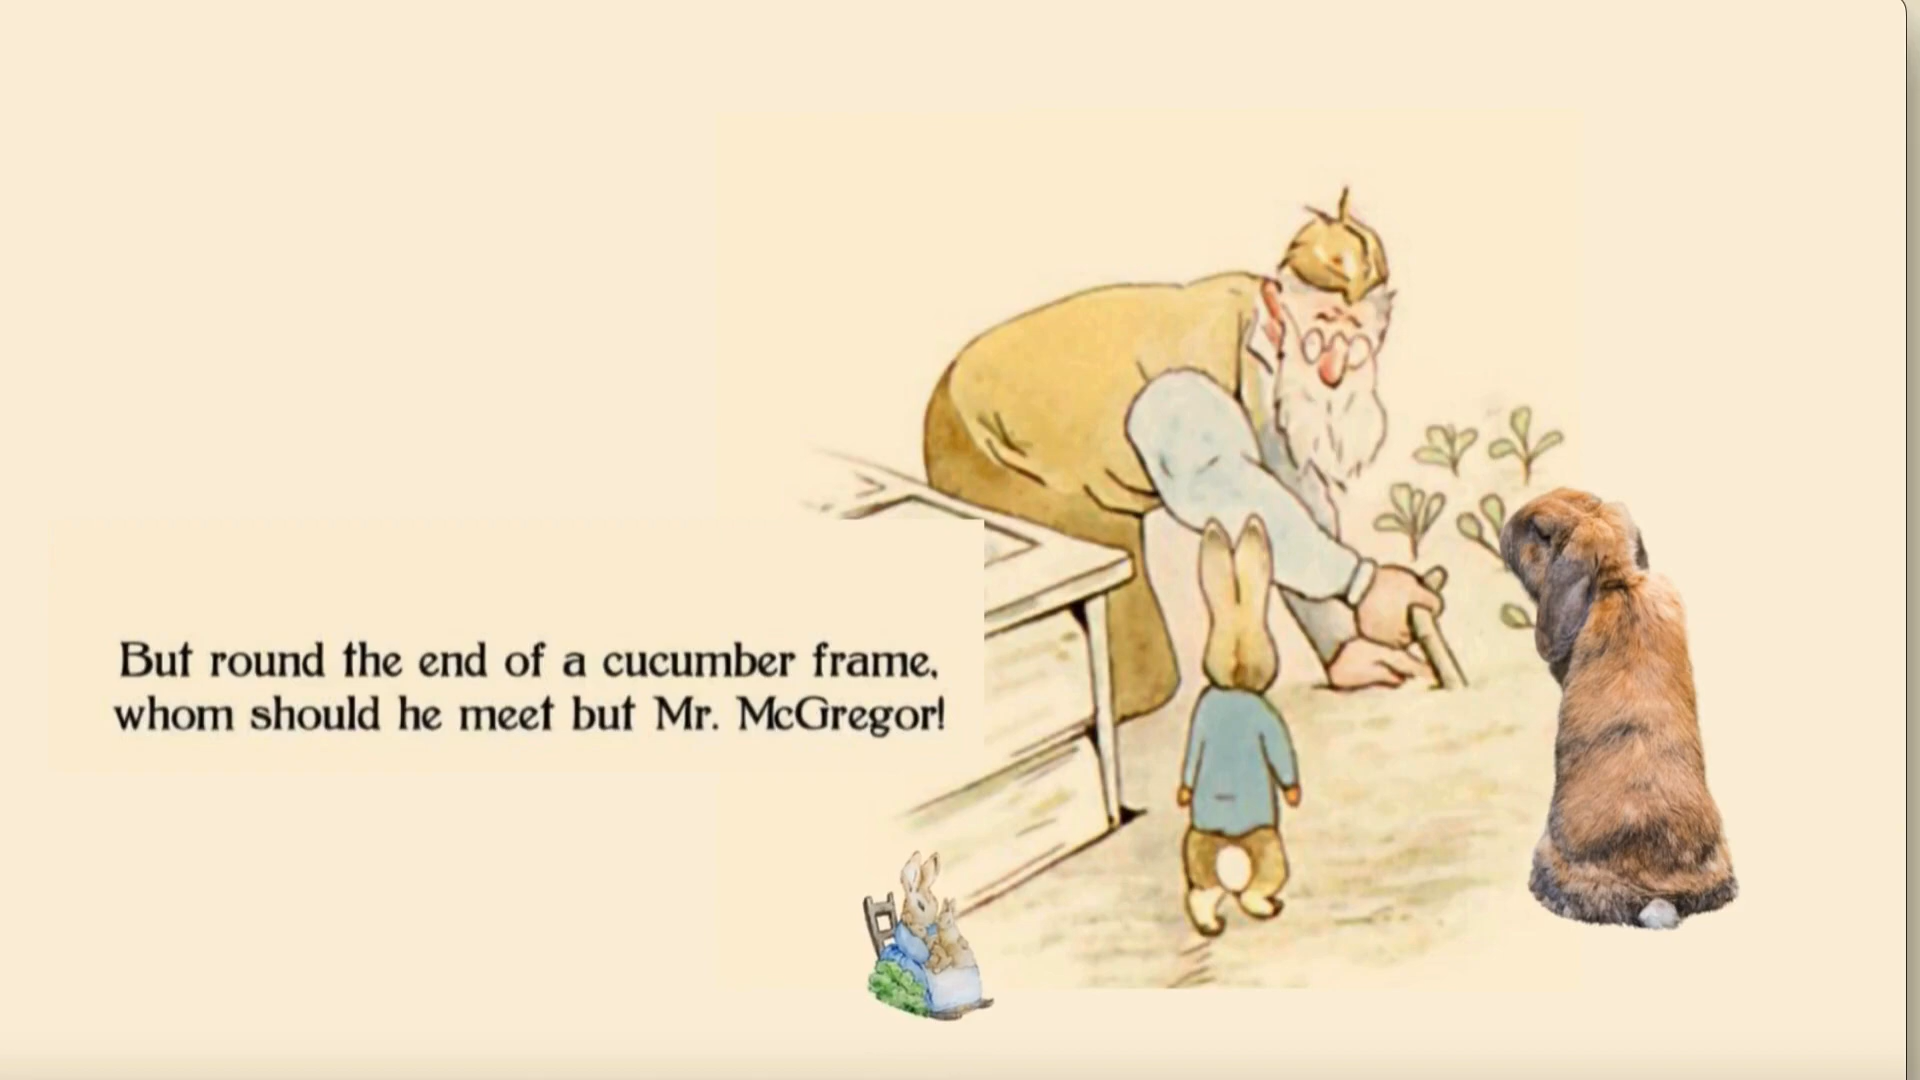 But round the end of a cucumber frame,
whom should he meet but Mr. McGregor!